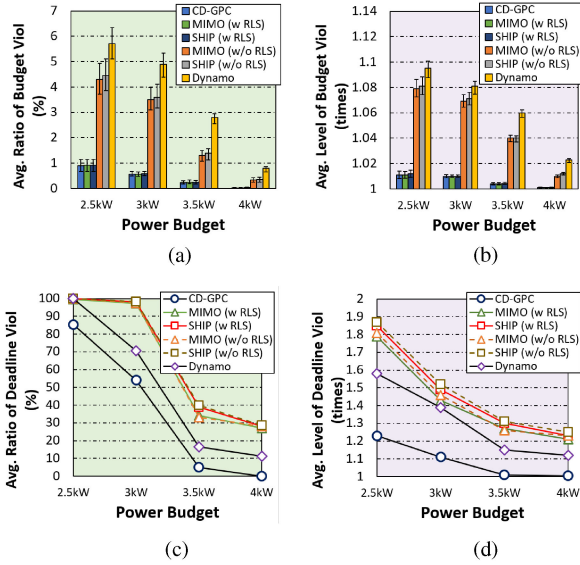 Avg. Ratio of Budget Viol
(%)
7
6
5
4
3
2
1
0
CD-GPC
MIMO (w RLS)
SHIP (w RLS)
MIMO (w/o RLS)
SHIP (w/o RLS)
Dynamo
2.5kW 3kW 3.5kW 4kW
Power Budget
(a)
Avg. Level of Budget Viol
(times)
1.14
1.12
1.1
1.08
1.06
1.04
1.02
1
CD-GPC
MIMO (w RLS)
SHIP (w RLS)
MIMO (w/o RLS)
SHIP (w/o RLS)
Dynamo
2.5kW 3kW 3.5kW 4kW
Power Budget
(b)
Avg. Ratio of Deadline Viol
(%)
100
90
80
70
60
50
40
30
20
10
0
CD-GPC
MIMO (w RLS)
SHIP (w RLS)
MIMO (w/o RLS)
SHIP (w/o RLS)
Dynamo
2.5kW 3kW 3.5kW 4kW
Power Budget
(c)
Avg. Level of Deadline Viol
(times)
2
1.9
1.8
1.7
1.6
1.5
1.4
1.3
1.2
1.1
1
CD-GPC
MIMO (w RLS)
SHIP (w RLS)
MIMO (w/o RLS)
SHIP (w/o RLS)
Dynamo
2.5kW 3kW 3.5kW 4kW
Power Budget
(d)